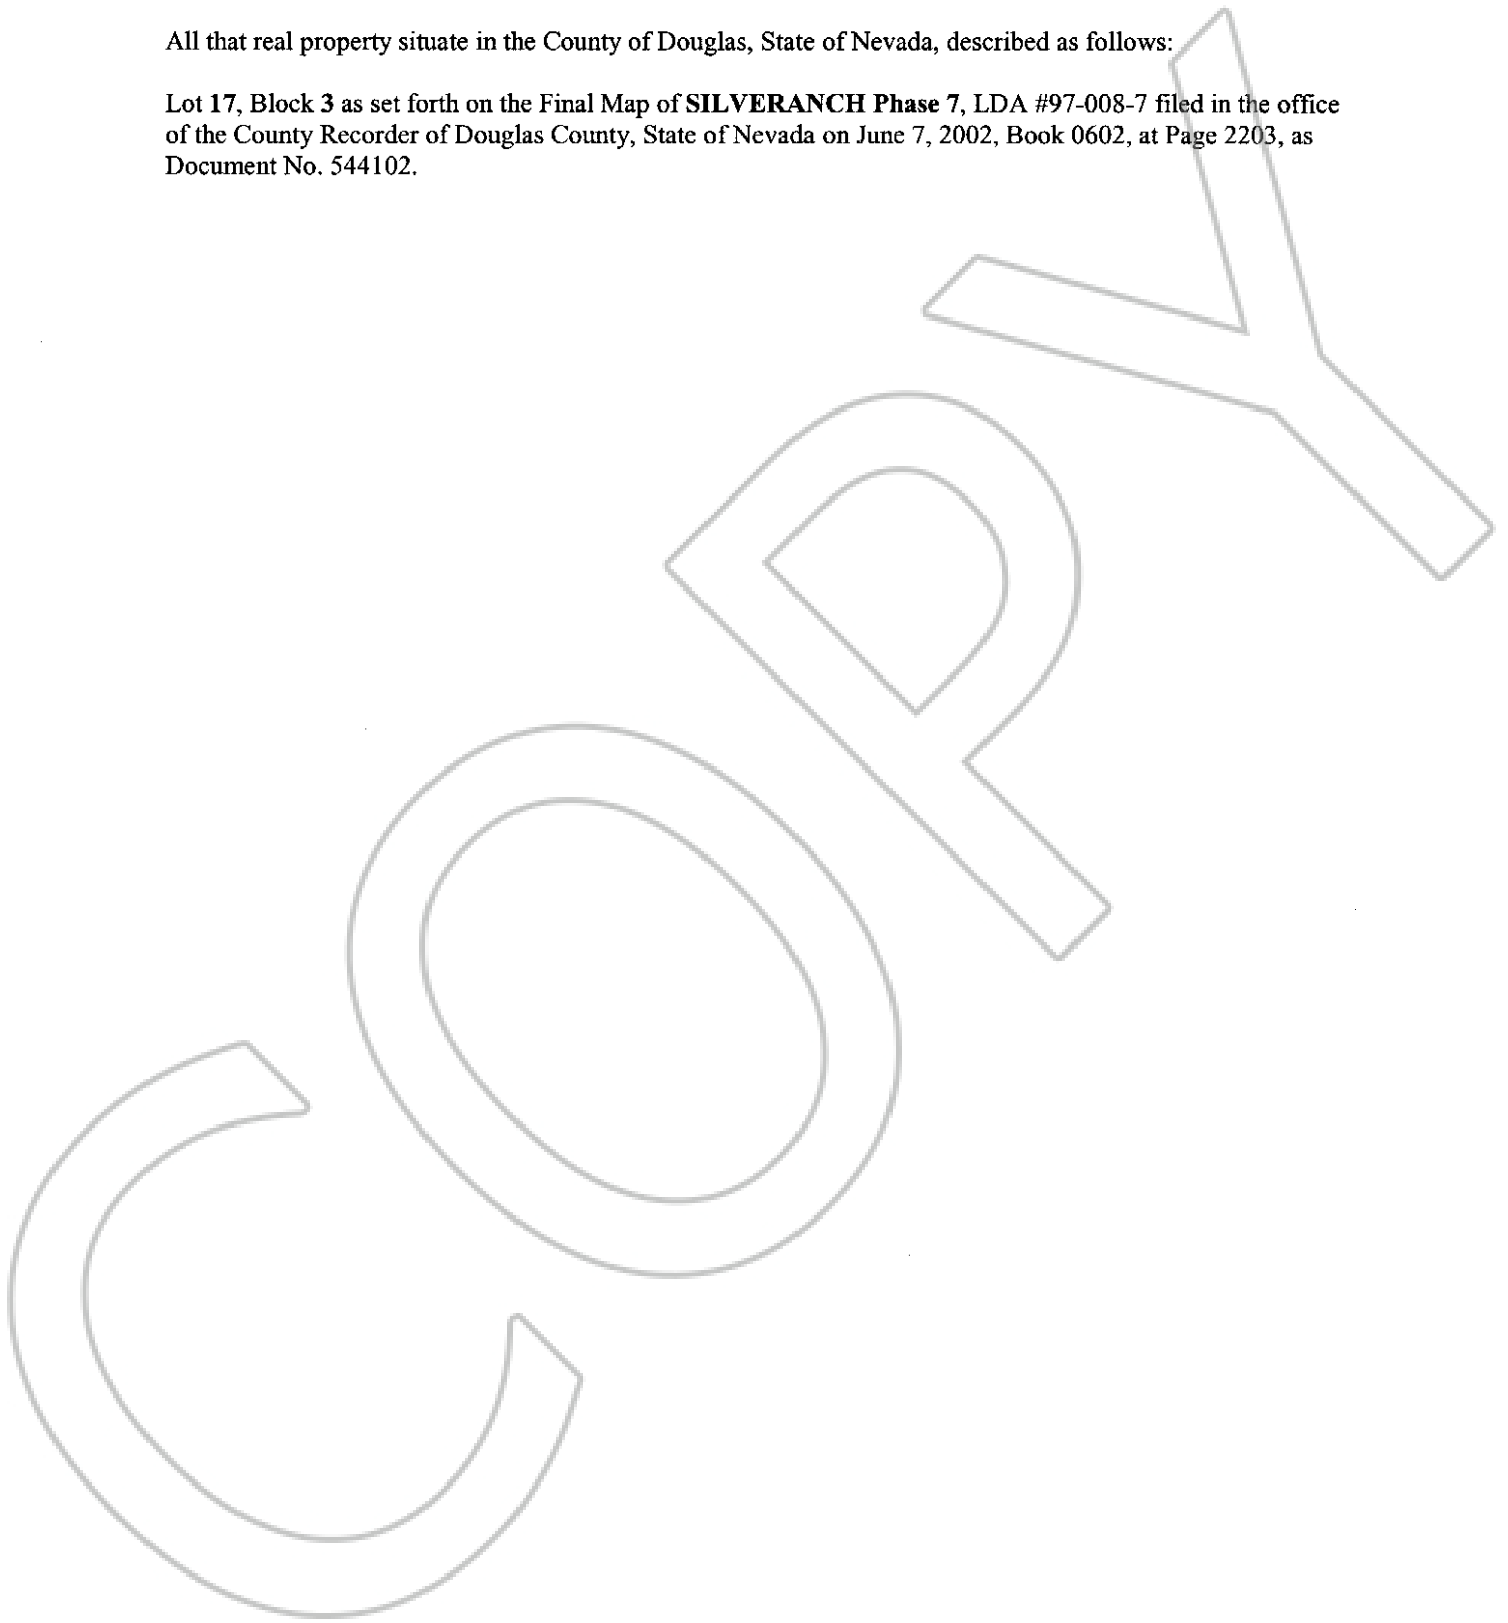 All that real property situate in the County of Douglas, State of Nevada, described as follows:
Lot 17, Block 3 as set forth on the Final Map of SILVERANCH Phase 7, LDA #97-008-7 filed in the office
of the County Recorder of Douglas County, State of Nevada on June 7, 2002, Book 0602, at Page 2203, as
Document No. 544102.
COPY